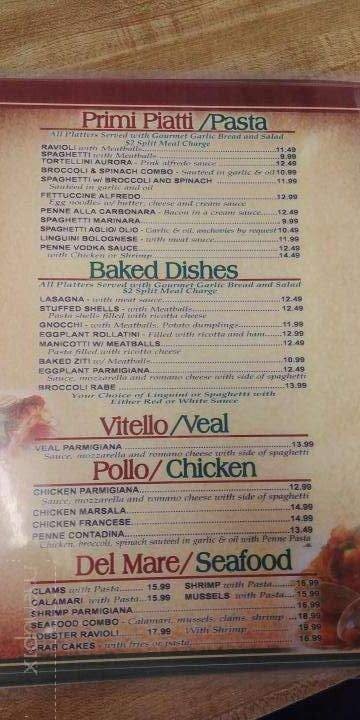 Primi Piatti /Pasta
All Platters Served with Gourmet Garlic Bread and Salad
$2 Split Meal Charge
RAVIOLI with Meatballs 11.49
SPAGHETTI with Meatballs 9.99
TORTELLINI AURORA - Pink alfredo sauce 12.49
BROCCOLI & SPINACH COMBO - Sauteed in garlic & oil 10.99
SPAGHETTI w/ BROCCOLI AND SPINACH 11.99
Sauteed in garlic and oil
FETTUCCINE ALFREDO 12.99
Egg noodles w/ butter, cheese and cream sauce
PENNE ALLA CARBONARA - Bacon in a cream sauce 12.49
SPAGHETTI MARINARA 9.99
SPAGHETTI AGLIO/OLIO - Garlic & oil, anchovies by request 10.49
LINGUINI BOLOGNESE - with meat sauce 11.99
PENNE VODKA SAUCE 12.49
with Chicken or Shrimp 14.49
Baked Dishes
All Platters Served with Gourmet Garlic Bread and Salad
$2 Split Meal Charge
LASAGNA - with meat sauce 12.49
STUFFED SHELLS - with Meatballs 12.49
Pasta shells filled with ricotta cheese
GNOCCHI - with Meatballs, Potato dumplings 11.99
EGGPLANT ROLLATINI - Filled with ricotta and ham 12.99
MANICOTTI W/ MEATBALLS 12.49
Pasta filled with ricotta cheese
BAKED ZITI w/ Meatballs 10.99
EGGPLANT PARMIGIANA 12.49
Sauce, mozzarella and romano cheese with side of spaghetti
BROCCOLI RABE 13.99
Your Choice of Linguini or Spaghetti with
Either Red or White Sauce
Vitello /Veal
VEAL PARMIGIANA 13.99
Sauce, mozzarella and romano cheese with side of spaghetti
Pollo/ Chicken
CHICKEN PARMIGIANA 12.99
Sauce, mozzarella and romano cheese with side of spaghetti
CHICKEN MARSALA 14.99
CHICKEN FRANCESE 14.99
PENNE CONTADINA 13.49
Chicken, broccoli, spinach sauteed in garlic & oil with Penne Pasta
Del Mare/ Seafood
CLAMS with Pasta 15.99 SHRIMP with Pasta 16.99
CALAMARI with Pasta 15.99 MUSSELS with Pasta 15.99
SHRIMP PARMIGIANA
SEAFOOD COMBO - Calamari, mussels, clams, shrimp
LOBSTER RAVIOLI 17.99 With Shrimp 19.99
CRAB CAKES - with fries or pasta 16.99